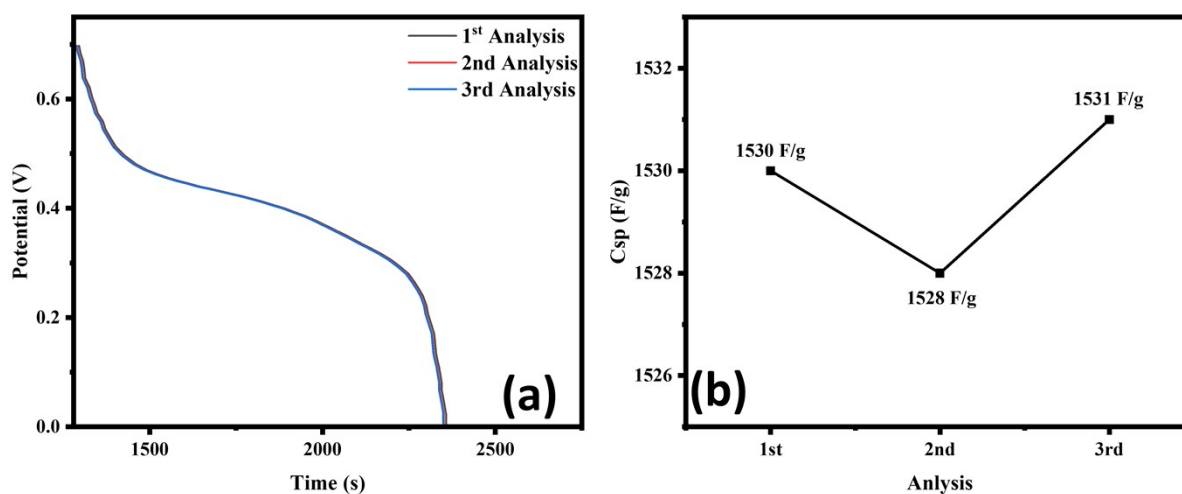 1st Analysis
2nd Analysis
3rd Analysis
0.6
0.4
0.2
0.0
Potential (V)
1500
2000
2500
Time (s)
(a)
1532
1530
1528
1526
Csp (F/g)
1530 F/g
1528 F/g
1531 F/g
(b)
1st
2nd
3rd
Anlysis